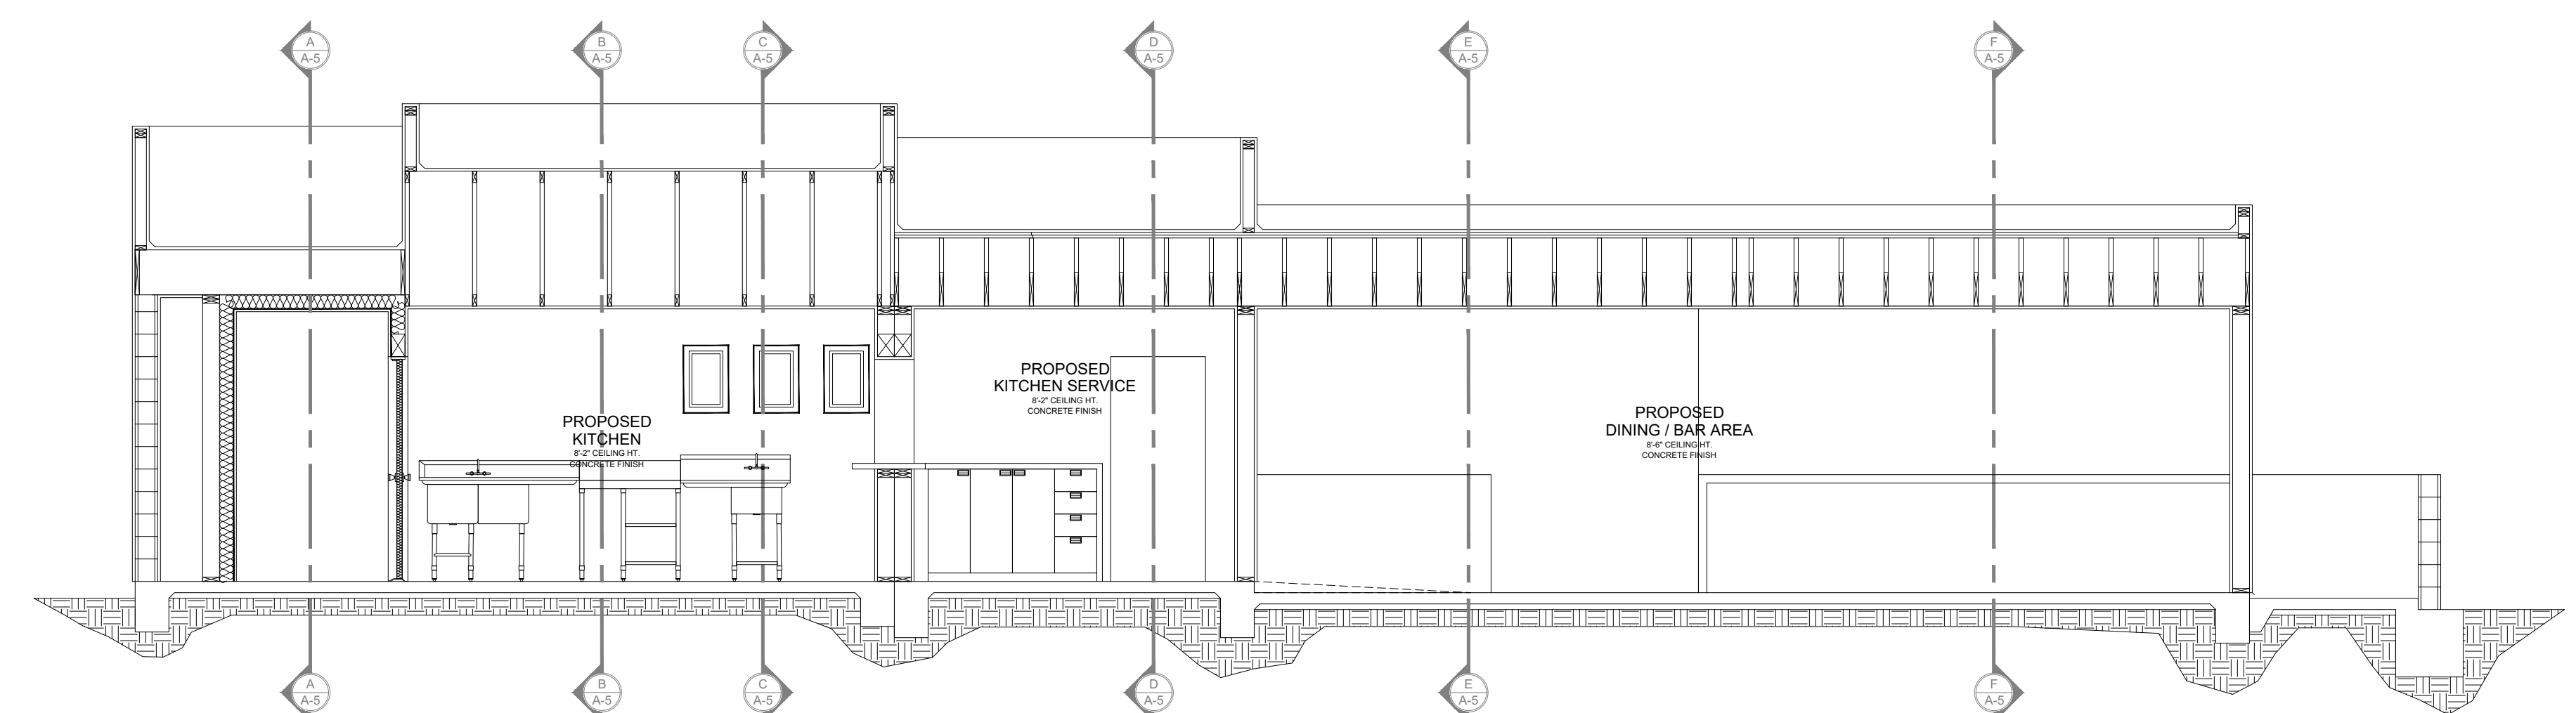 A
A-5
B
A-5
C
A-5
D
A-5
E
A-5
F
A-5
PROPOSED
KITCHEN
8'-2" CEILING HT.
CONCRETE FINISH
PROPOSED
KITCHEN SERVICE
8'-2" CEILING HT.
CONCRETE FINISH
PROPOSED
DINING / BAR AREA
8'-6" CEILING HT.
CONCRETE FINISH
A
A-5
B
A-5
C
A-5
D
A-5
E
A-5
F
A-5